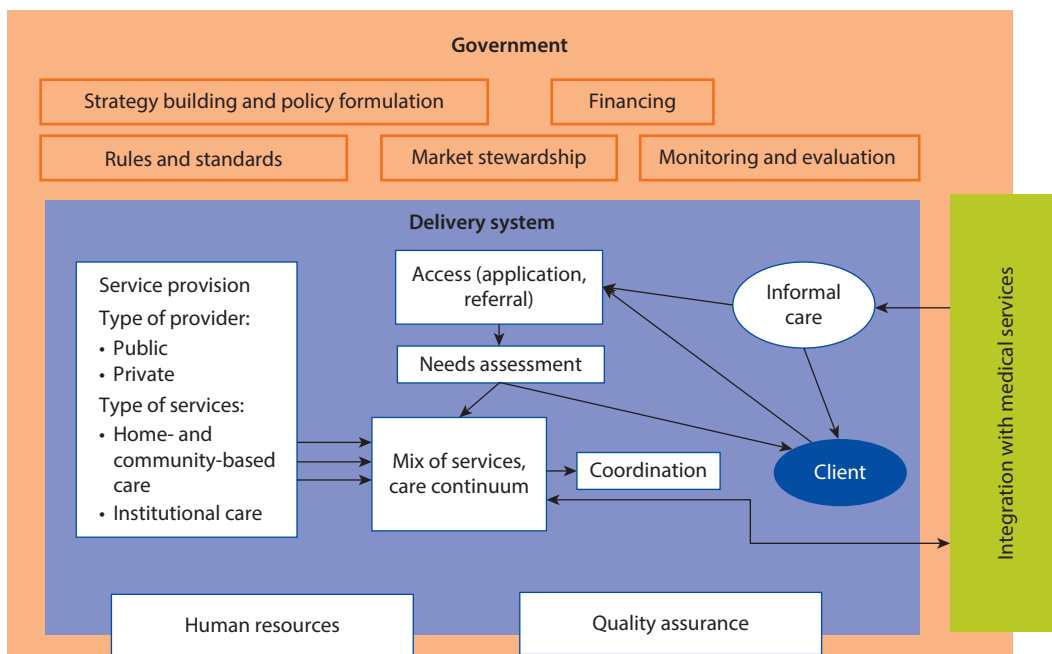 Government
Strategy building and policy formulation
Financing
Rules and standards
Market stewardship
Monitoring and evaluation
Delivery system
Service provision
Type of provider:
• Public
• Private
Type of services:
• Home- and
community-based
care
• Institutional care
Access (application,
referral)
Needs assessment
Mix of services,
care continuum
Coordination
Informal
care
Client
Integration with medical services
Human resources
Quality assurance